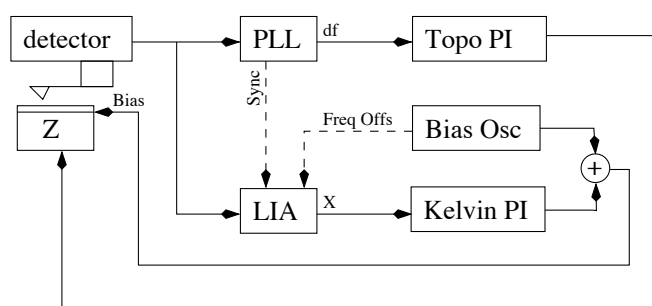 detector
PLL
df
Topo PI
Bias
Sync
Z
Freq Offs
Bias Osc
+
LIA
X
Kelvin PI